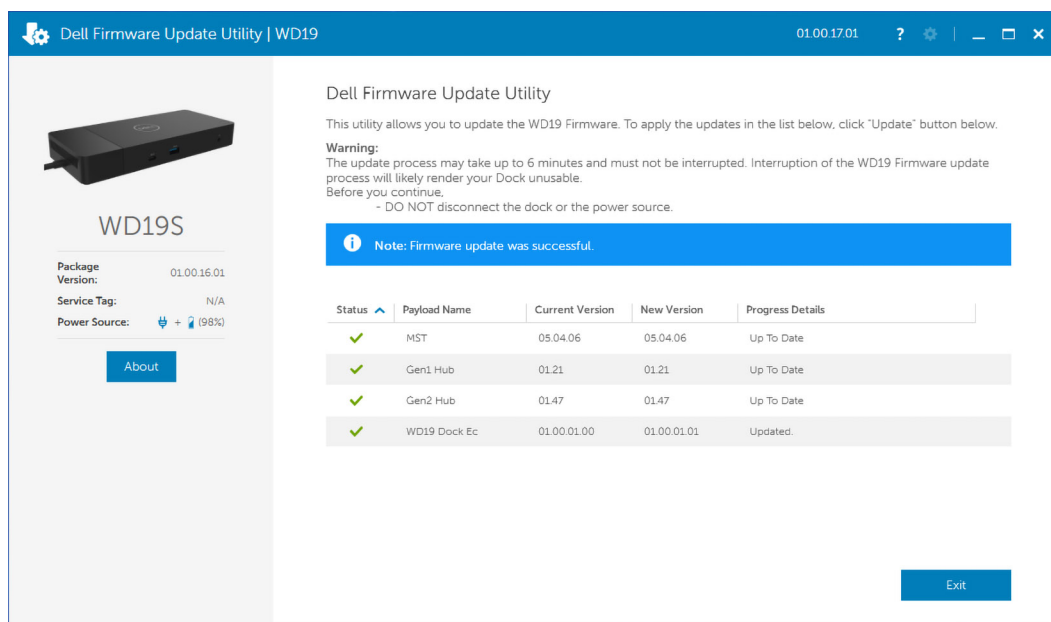 Dell Firmware Update Utility | WD19
01.00.17.01
?
Dell Firmware Update Utility
This utility allows you to update the WD19 Firmware. To apply the updates in the list below, click "Update" button below.
Warning:
The update process may take up to 6 minutes and must not be interrupted. Interruption of the WD19 Firmware update
process will likely render your Dock unusable.
Before you continue,
- DO NOT disconnect the dock or the power source.
WD19S
Package Version: 01.00.16.01
Service Tag: N/A
Power Source: + (98%)
About
Note: Firmware update was successful.
Status Payload Name Current Version New Version Progress Details
MST 05.04.06 05.04.06 Up To Date
Gen1 Hub 01.21 01.21 Up To Date
Gen2 Hub 01.47 01.47 Up To Date
WD19 Dock Ec 01.00.01.00 01.00.01.01 Updated.
Exit